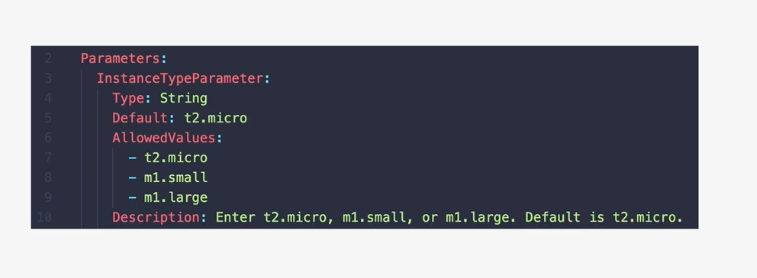 2 Parameters:
3 InstanceTypeParameter:
4 Type: String
5 Default: t2.micro
6 AllowedValues:
7 - t2.micro
8 - m1.small
9 - m1.large
10 Description: Enter t2.micro, m1.small, or m1.large. Default is t2.micro.